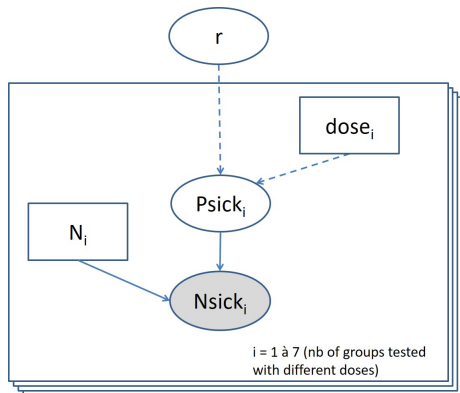 r
dose_i
Psick_i
N_i
Nsick_i
i = 1 à 7 (nb of groups tested
with different doses)